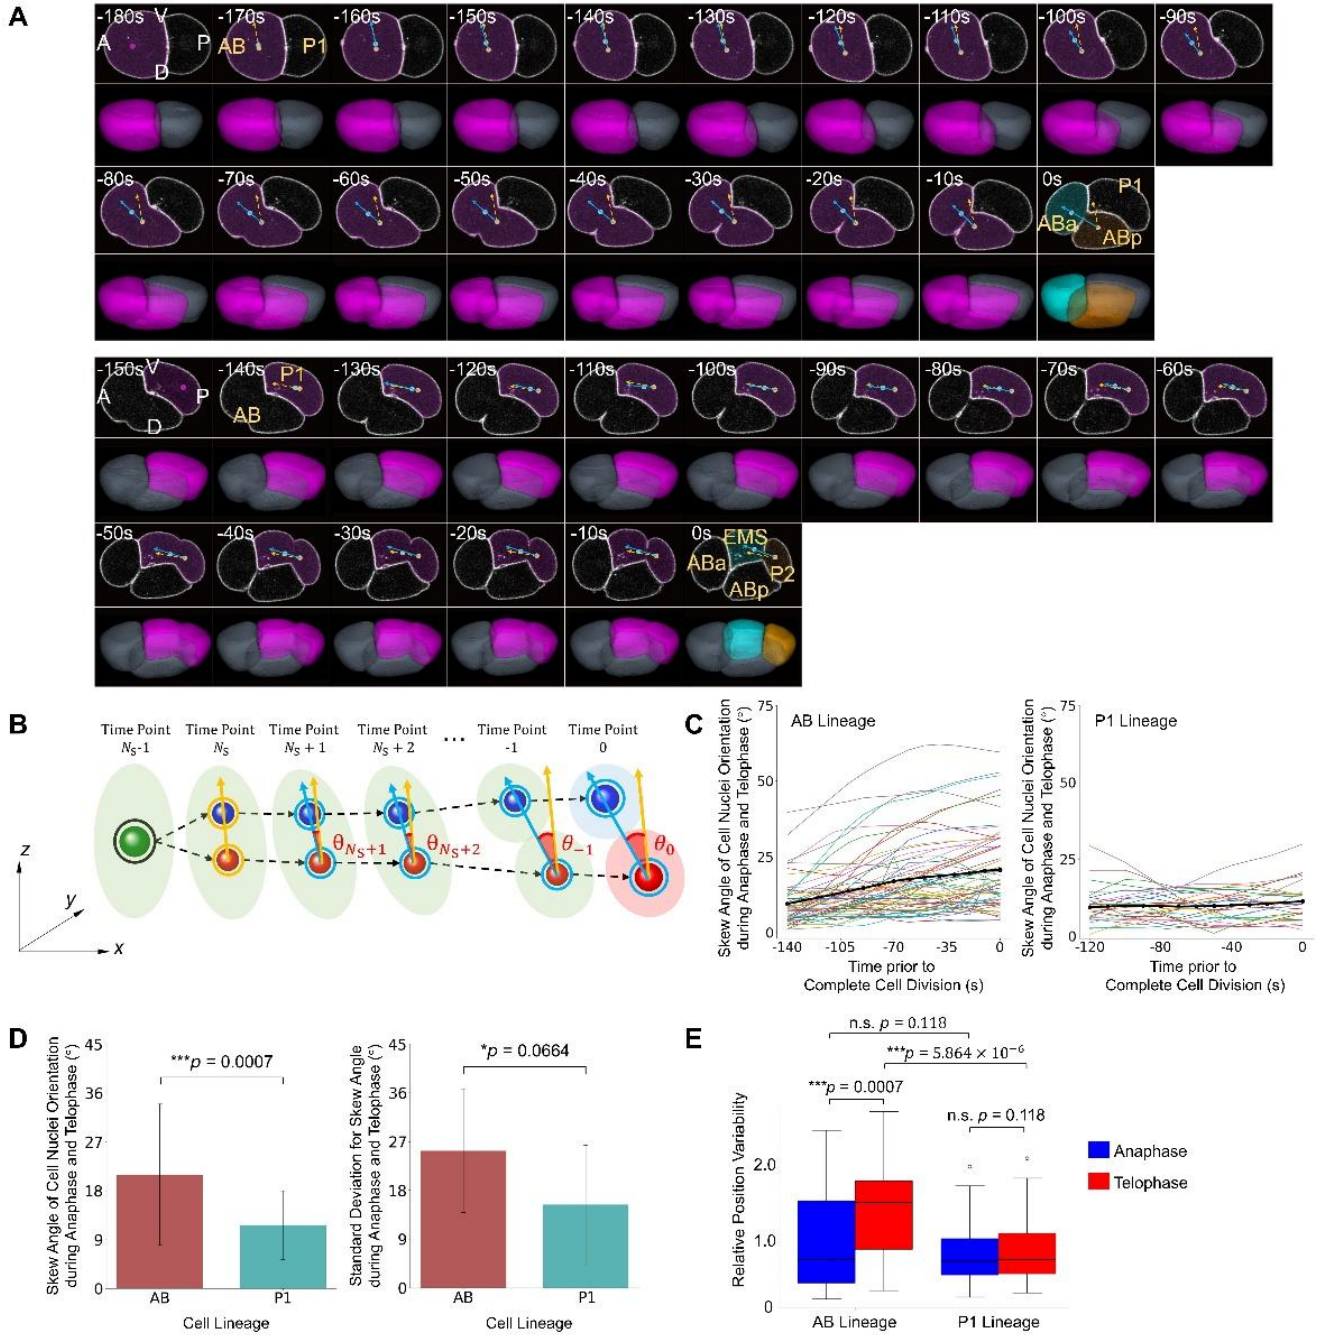 A
-180s -170s -160s -150s -140s -130s -120s -110s -100s -90s
V
A P AB P1
D
-80s -70s -60s -50s -40s -30s -20s -10s 0s
P1
ABa ABp
-150s -140s -130s -120s -110s -100s -90s -80s -70s -60s
V P1
A P
AB
D
-50s -40s -30s -20s -10s 0s
EMS
ABa P2
ABp
B
Time Point Time Point Time Point Time Point ... Time Point Time Point
N_S-1 N_S N_S + 1 N_S + 2 -1 0
θ_{N_S+1} θ_{N_S+2} θ_{-1} θ_0
z
y
x
C
Skew Angle of Cell Nuclei Orientation
during Anaphase and Telophase (°)
75
50
25
0
AB Lineage
-140 -105 -70 -35 0
Time prior to
Complete Cell Division (s)
Skew Angle of Cell Nuclei Orientation
during Anaphase and Telophase (°)
75
50
25
0
P1 Lineage
-120 -80 -40 0
Time prior to
Complete Cell Division (s)
D
Skew Angle of Cell Nuclei Orientation
during Anaphase and Telophase (°)
45
36
27
18
9
0
***p = 0.0007
AB P1
Cell Lineage
Standard Deviation for Skew Angle
during Anaphase and Telophase (°)
45
36
27
18
9
0
*p = 0.0664
AB P1
Cell Lineage
E
n.s. p = 0.118
***p = 5.864 × 10⁻⁶
***p = 0.0007
n.s. p = 0.118
Relative Position Variability
2.0
1.0
0
AB Lineage P1 Lineage
Anaphase
Telophase